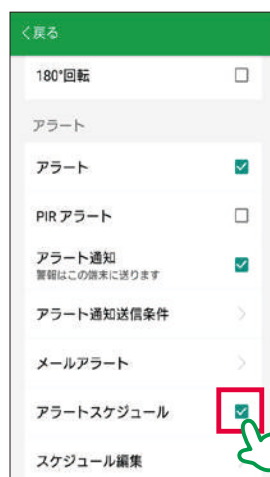 〈戻る
180°回転
アラート
アラート
PIR アラート
アラート通知
警報はこの端末に送ります
アラート通知送信条件
メールアラート
アラートスケジュール
スケジュール編集